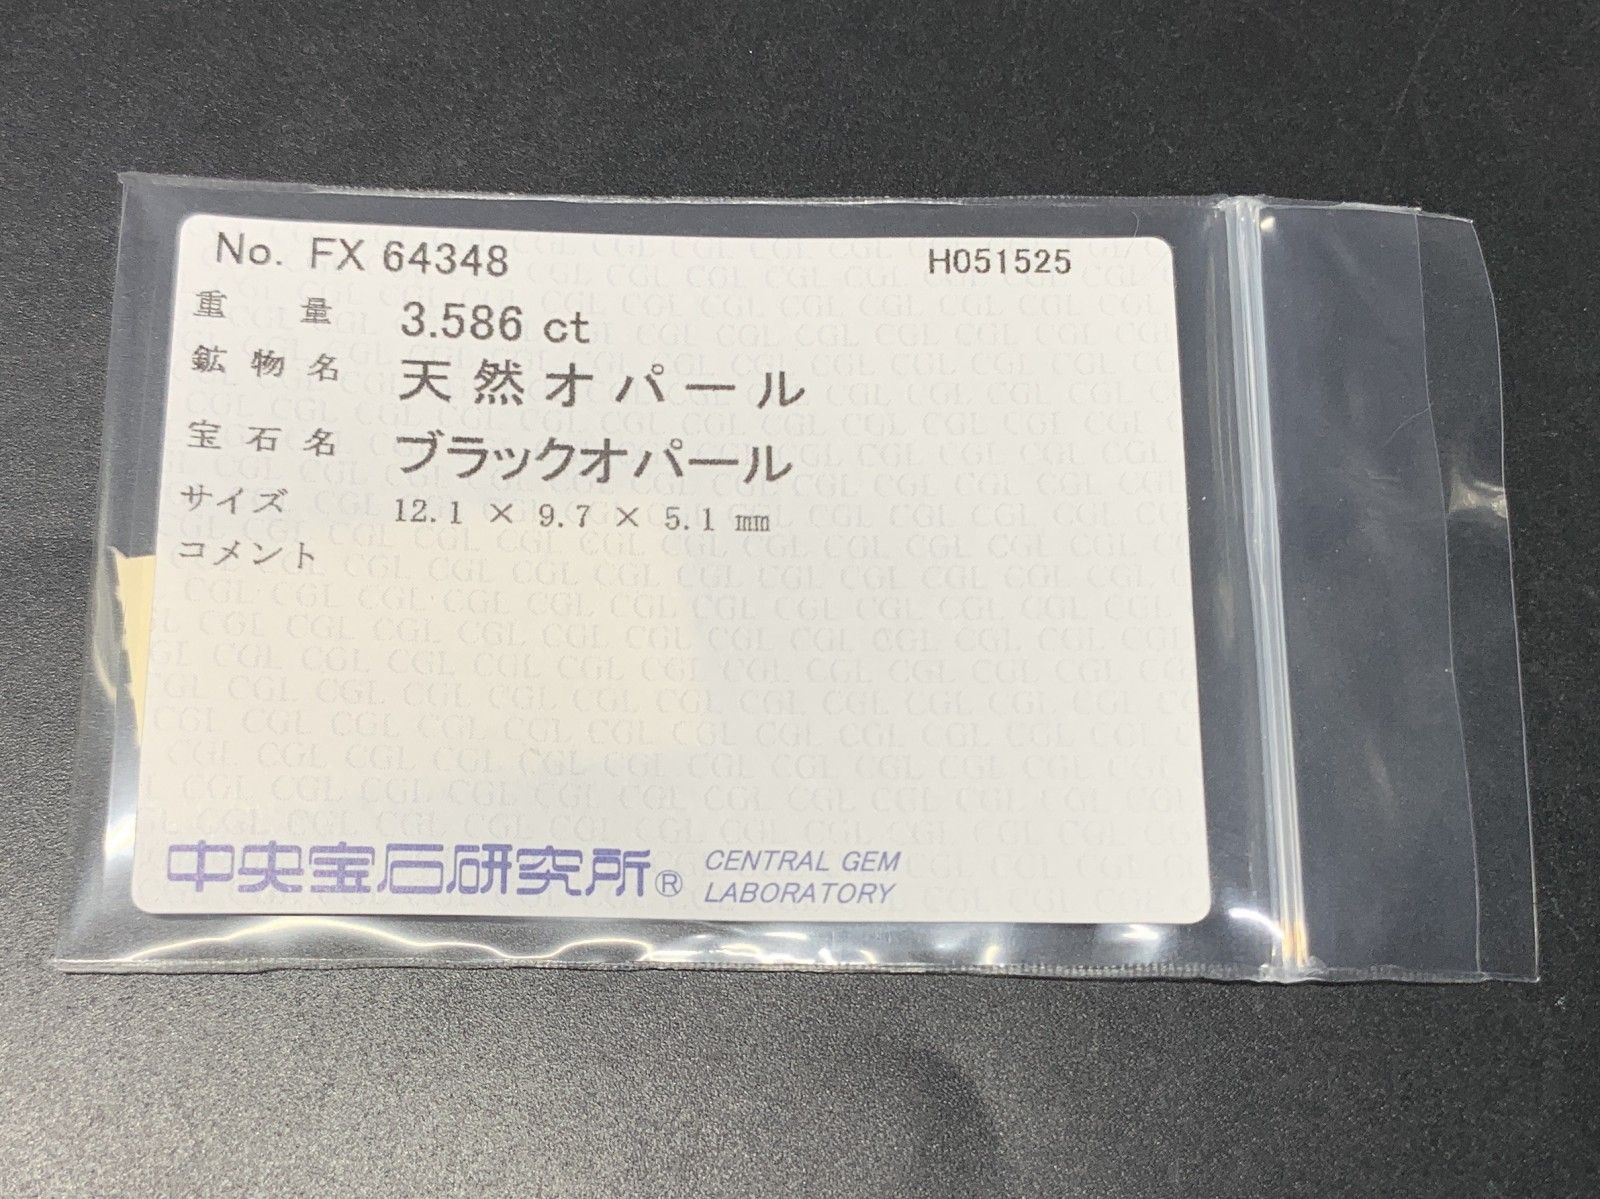 No. FX 64348 H051525
重量 3.586 ct
鉱物名 天然オパール
宝石名 ブラックオパール
サイズ 12.1 × 9.7 × 5.1 ㎜
コメント
中央宝石研究所® CENTRAL GEM
LABORATORY